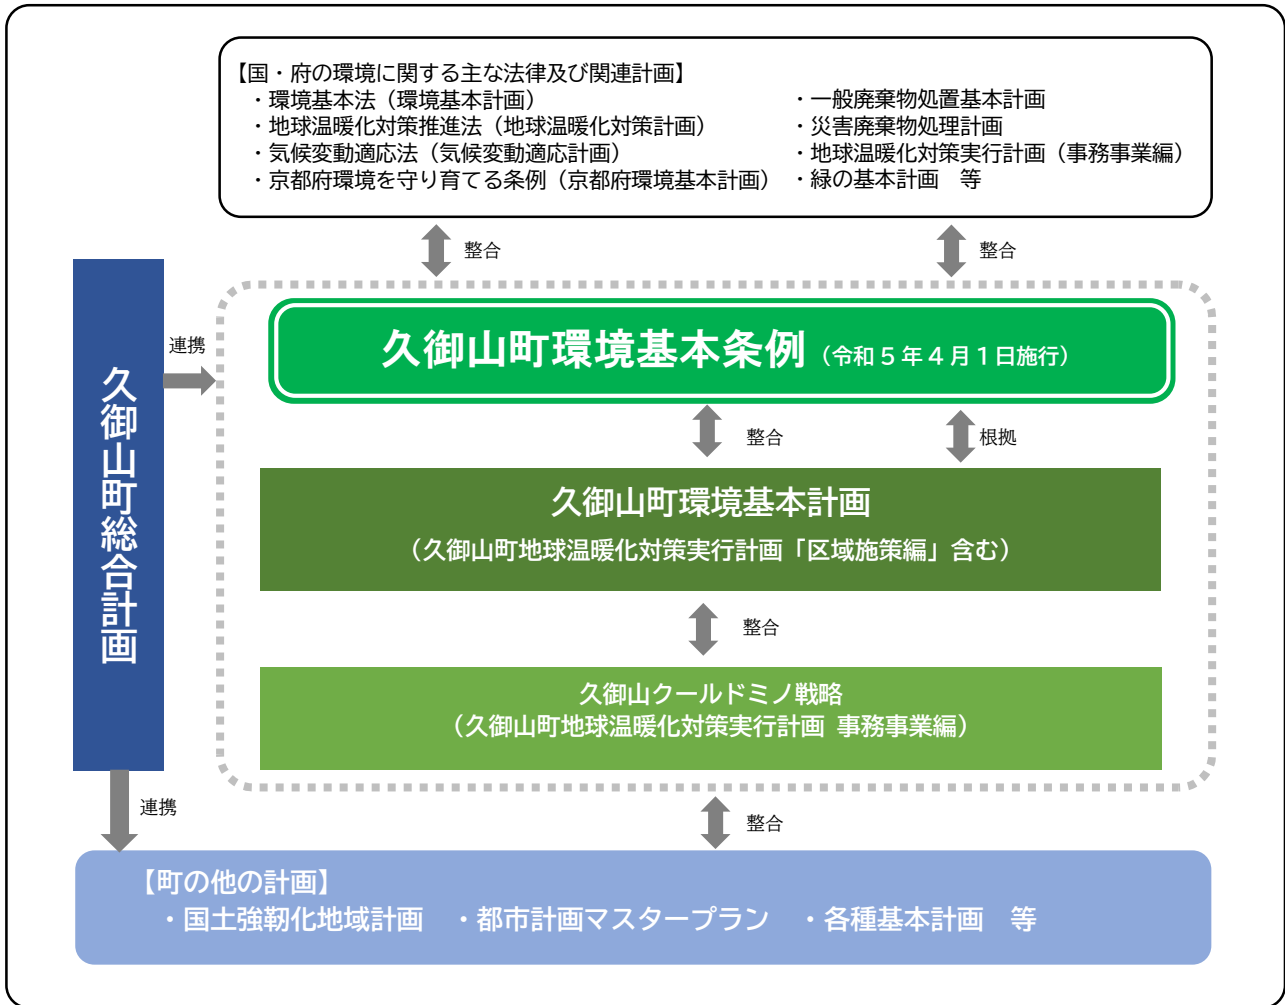 【国・府の環境に関する主な法律及び関連計画】
・環境基本法（環境基本計画）
・地球温暖化対策推進法（地球温暖化対策計画）
・気候変動適応法（気候変動適応計画）
・京都府環境を守り育てる条例（京都府環境基本計画）
・一般廃棄物処置基本計画
・災害廃棄物処理計画
・地球温暖化対策実行計画（事務事業編）
・緑の基本計画　等
整合
整合
久御山町総合計画
連携
久御山町環境基本条例（令和５年４月１日施行）
整合
根拠
久御山町環境基本計画
（久御山町地球温暖化対策実行計画「区域施策編」含む）
整合
久御山クールドミノ戦略
（久御山町地球温暖化対策実行計画 事務事業編）
連携
整合
【町の他の計画】
・国土強靭化地域計画　・都市計画マスタープラン　・各種基本計画　等